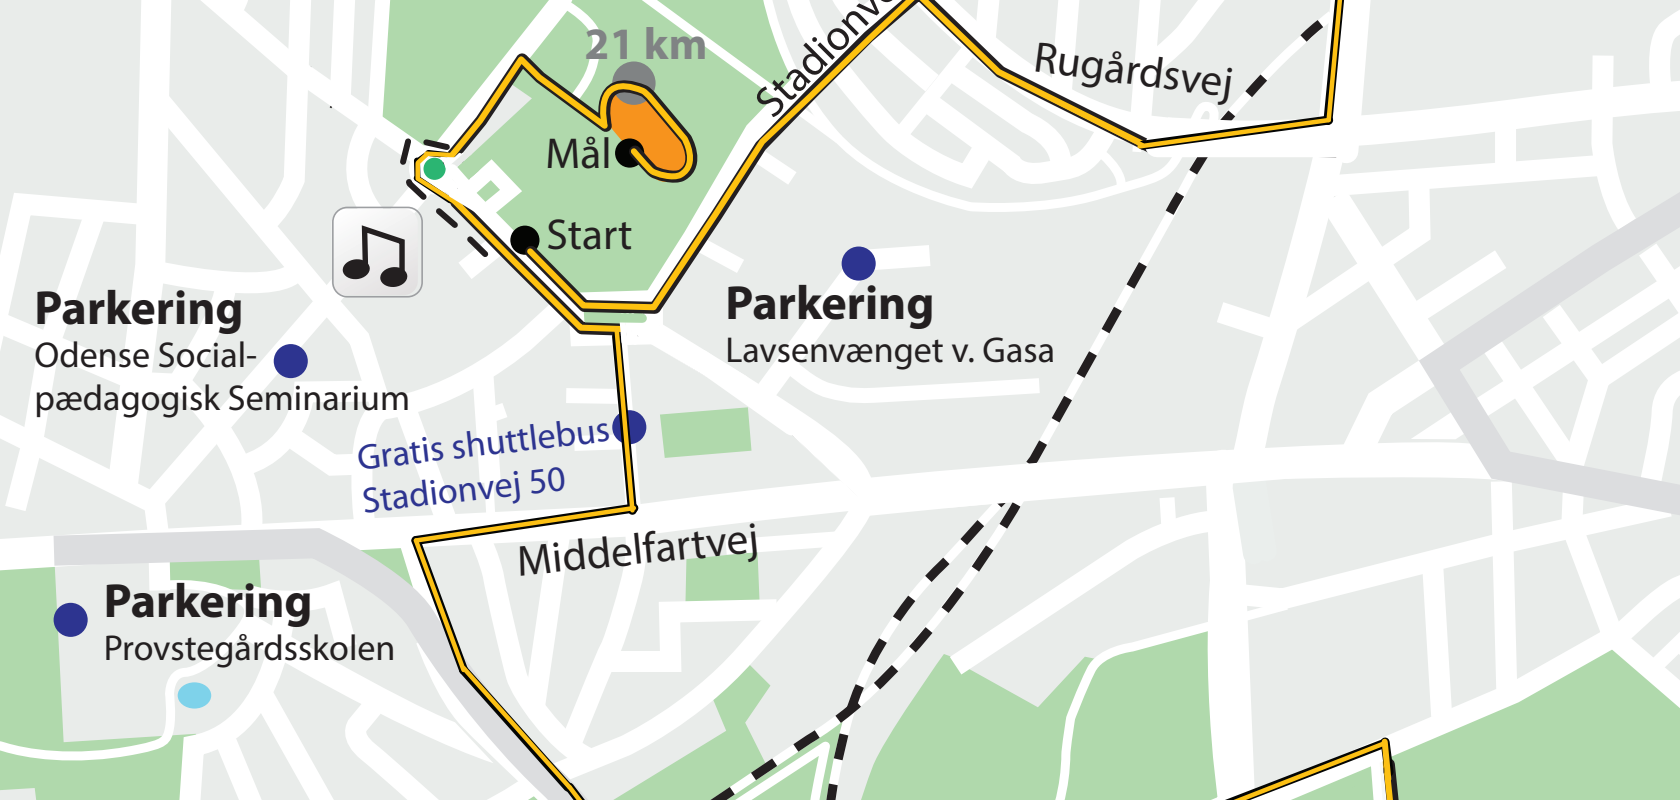 21 km
Stadionv
Rugårdsvej
Mål
Start
Parkering
Odense Social-
pædagogisk Seminarium
Parkering
Lavsenvænget v. Gasa
Gratis shuttlebus
Stadionvej 50
Middelfartvej
Parkering
Provstegårdsskolen